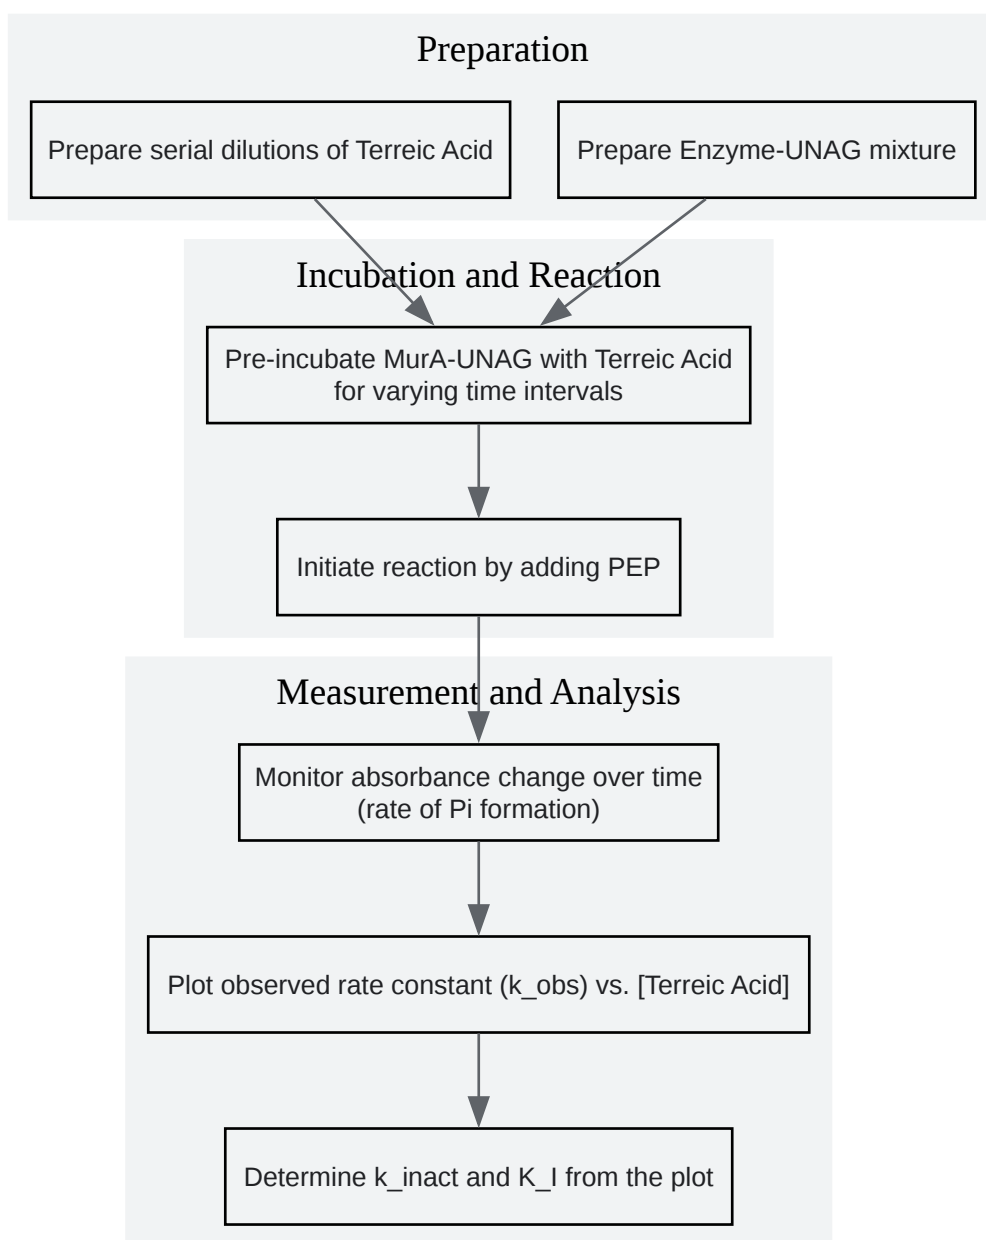 Preparation
Prepare serial dilutions of Terreic Acid
Prepare Enzyme-UNAG mixture
Incubation and Reaction
Pre-incubate MurA-UNAG with Terreic Acid
for varying time intervals
Initiate reaction by adding PEP
Measurement and Analysis
Monitor absorbance change over time
(rate of Pi formation)
Plot observed rate constant (k_obs) vs. [Terreic Acid]
Determine k_inact and K_I from the plot